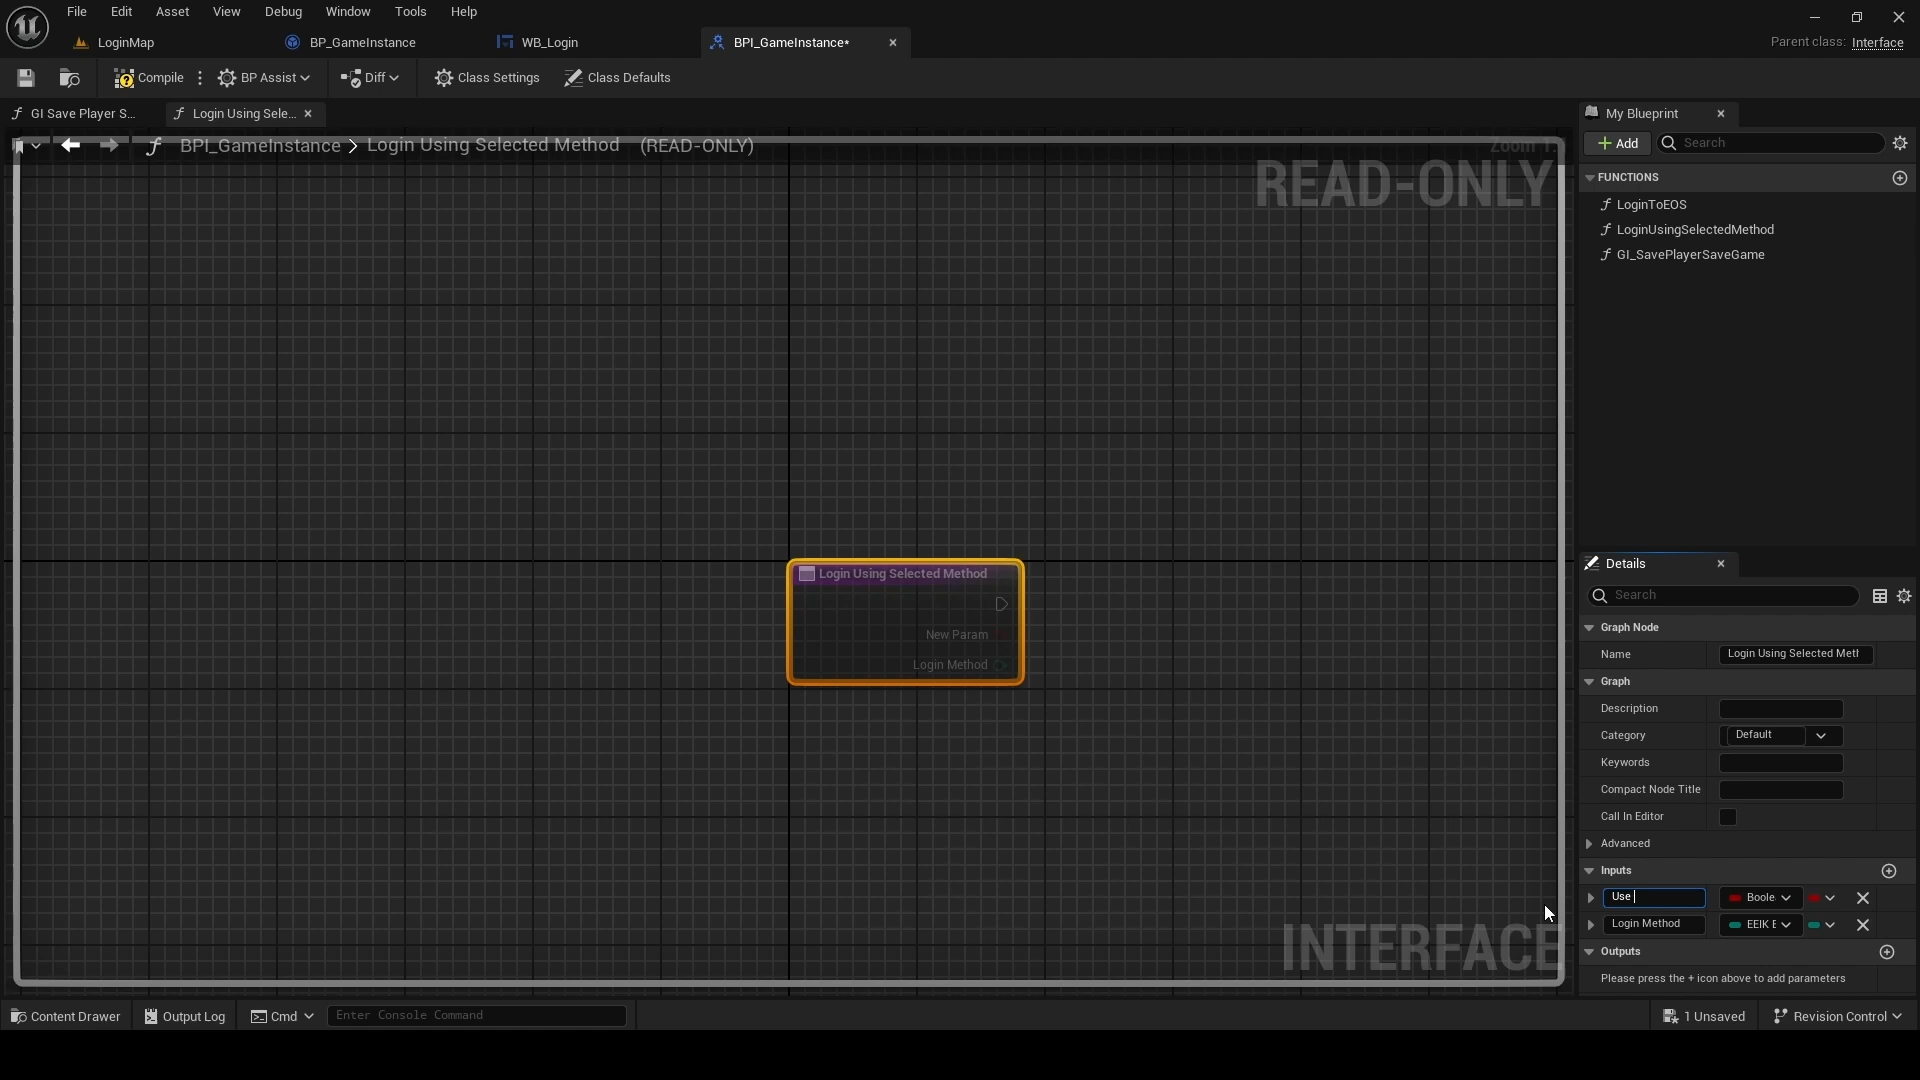 File Edit Asset View Debug Window Tools Help
LoginMap BP_GameInstance WB_Login BPI_GameInstance* Parent class: Interface
Compile BP Assist Diff Class Settings Class Defaults
GI Save Player S... Login Using Sele...
BPI_GameInstance > Login Using Selected Method (READ-ONLY)
Zoom 1:
READ-ONLY
Login Using Selected Method
New Param
Login Method
INTERFACE
My Blueprint
Add Search
FUNCTIONS
LoginToEOS
LoginUsingSelectedMethod
GI_SavePlayerSaveGame
Details
Search
Graph Node
Name Login Using Selected Meth
Graph
Description
Category Default
Keywords
Compact Node Title
Call In Editor
Advanced
Inputs
Use Boole
Login Method EEIK E
Outputs
Please press the + icon above to add parameters
Content Drawer Output Log Cmd Enter Console Command 1 Unsaved Revision Control